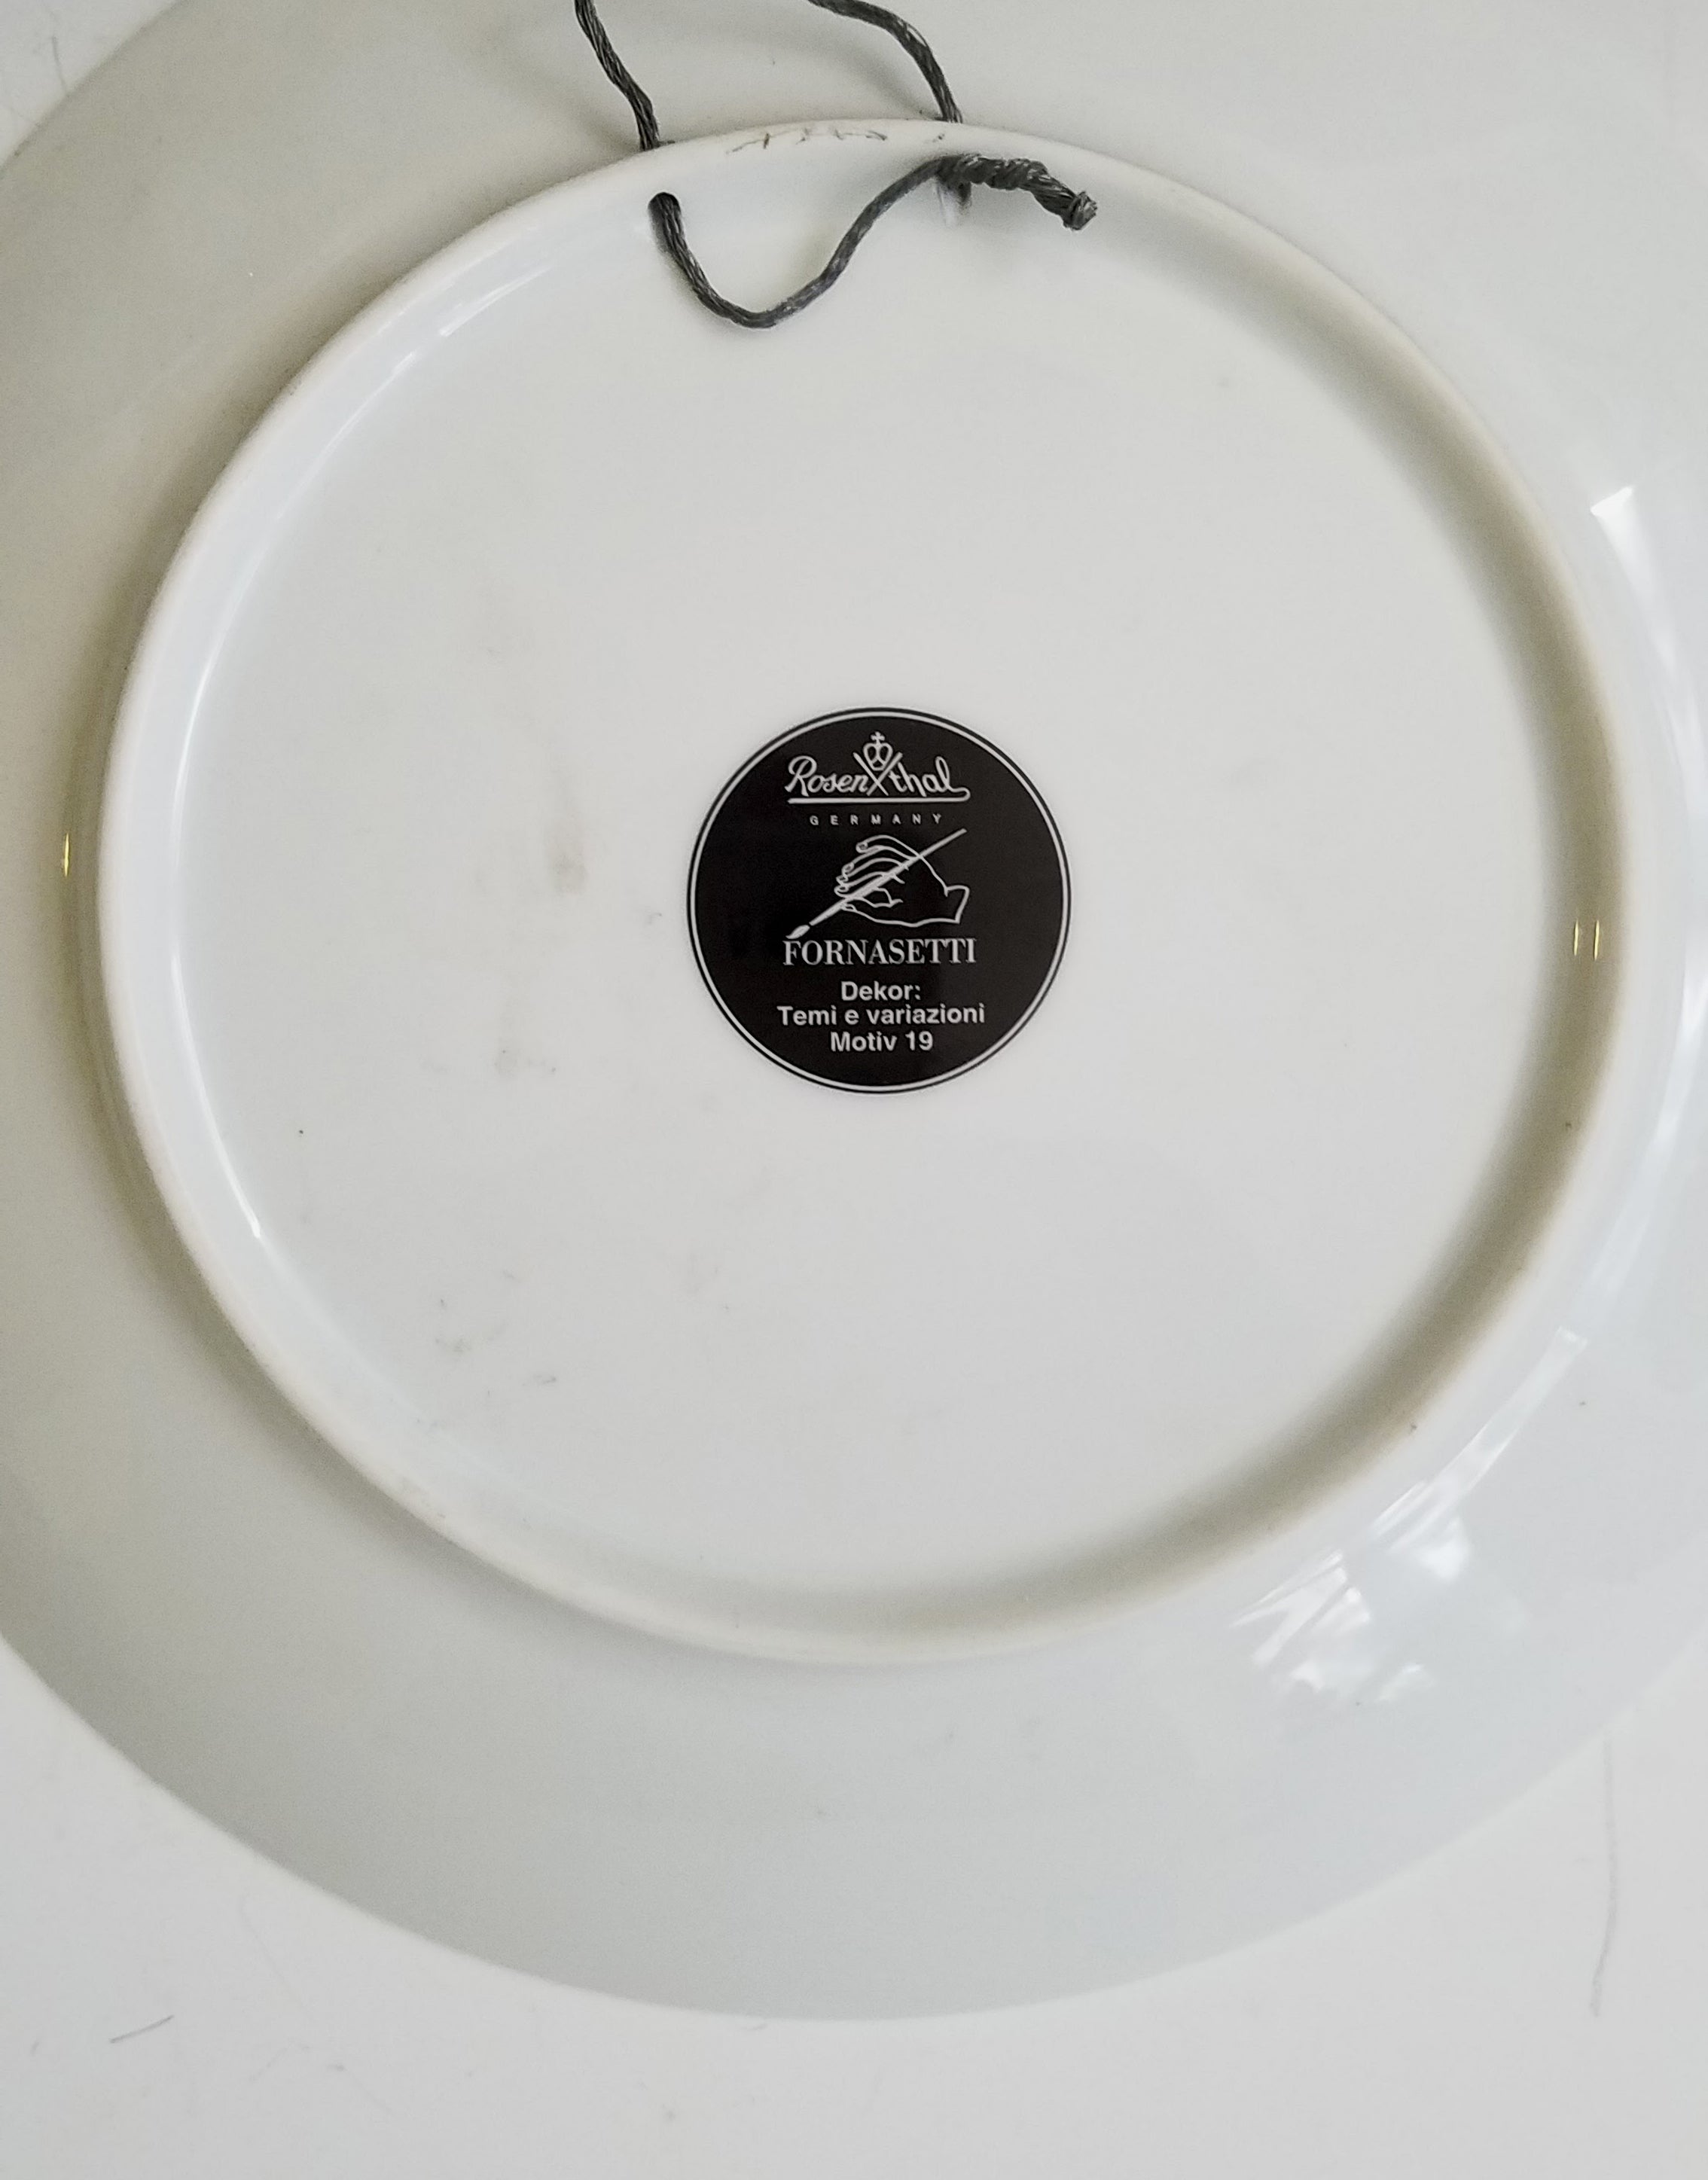 Rosenthal
GERMANY
FORNASETTI
Dekor:
Temi e variazioni
Motiv 19